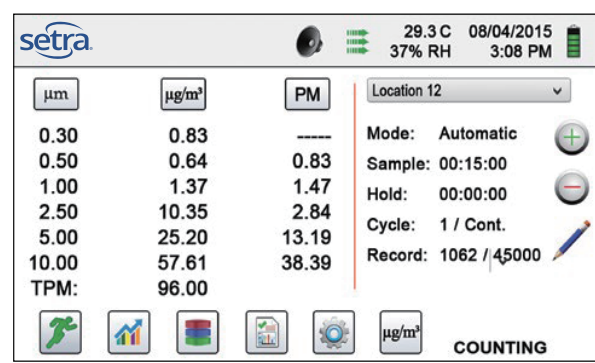 setra
29.3 C 08/04/2015
37% RH 3:08 PM
µm µg/m³ PM
0.30 0.83 -----
0.50 0.64 0.83
1.00 1.37 1.47
2.50 10.35 2.84
5.00 25.20 13.19
10.00 57.61 38.39
TPM: 96.00
Location 12
Mode: Automatic
Sample: 00:15:00
Hold: 00:00:00
Cycle: 1 / Cont.
Record: 1062 / 45000
µg/m³
COUNTING